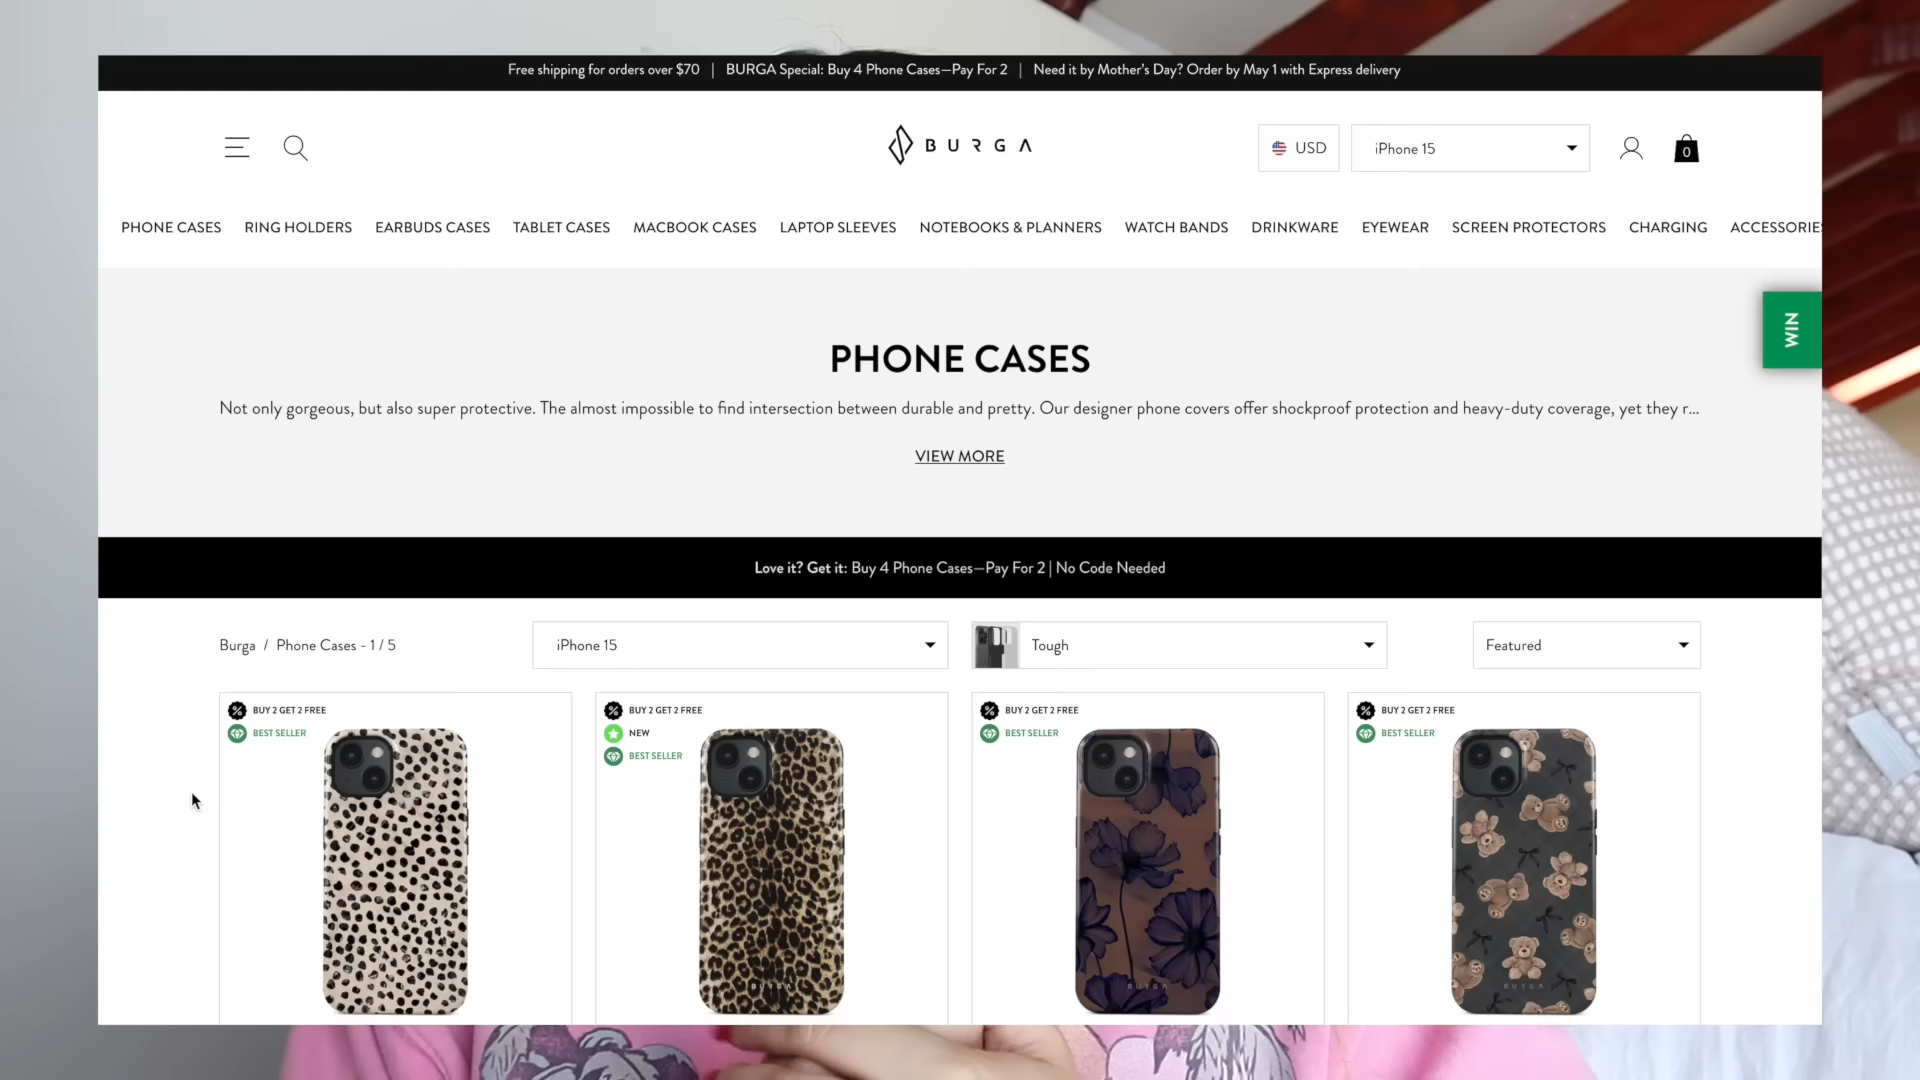 Free shipping for orders over $70 | BURGA Special: Buy 4 Phone Cases—Pay For 2 | Need it by Mother's Day? Order by May 1 with Express delivery
BURGA
USD
iPhone 15
0
PHONE CASES RING HOLDERS EARBUDS CASES TABLET CASES MACBOOK CASES LAPTOP SLEEVES NOTEBOOKS & PLANNERS WATCH BANDS DRINKWARE EYEWEAR SCREEN PROTECTORS CHARGING ACCESSORIES
WIN
PHONE CASES
Not only gorgeous, but also super protective. The almost impossible to find intersection between durable and pretty. Our designer phone covers offer shockproof protection and heavy-duty coverage, yet they r...
VIEW MORE
Love it? Get it: Buy 4 Phone Cases—Pay For 2 | No Code Needed
Burga / Phone Cases - 1 / 5
iPhone 15
Tough
Featured
BUY 2 GET 2 FREE
BEST SELLER
BUY 2 GET 2 FREE
NEW
BEST SELLER
BURGA
BUY 2 GET 2 FREE
BEST SELLER
BURGA
BUY 2 GET 2 FREE
BEST SELLER
BURGA